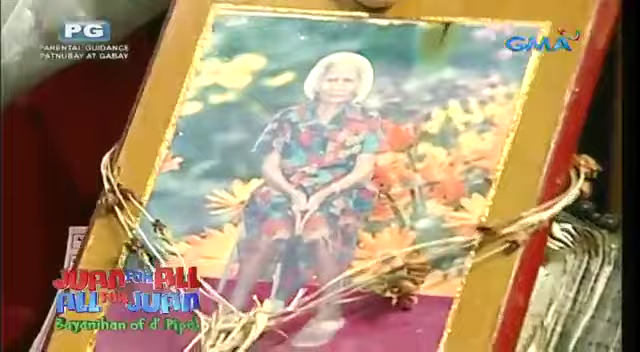 PG
PARENTAL GUIDANCE
PATNUBAY AT GABAY
GMA
JUAN FOR ALL
ALL FOR JUAN
Bayanihan of d' Pipol